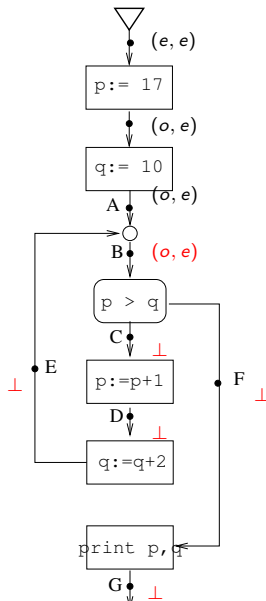 (e, e)
p:= 17
(o, e)
q:= 10
A
(o, e)
B
(o, e)
p > q
C
⊥
E
F
⊥
p:=p+1
⊥
D
⊥
q:=q+2
print p,q
G
⊥